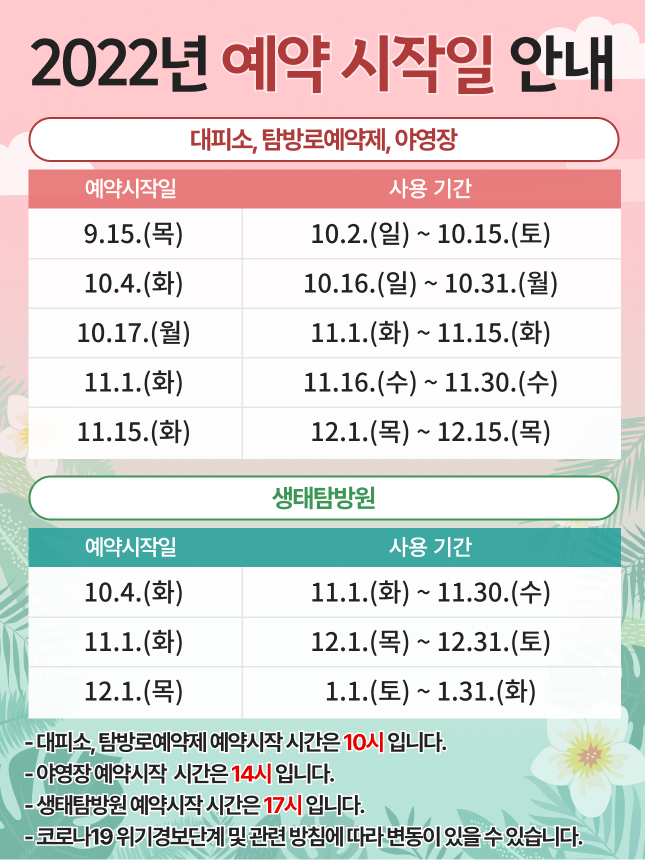 2022년 예약 시작일 안내
대피소, 탐방로예약제, 야영장
예약시작일 사용 기간
9.15.(목) 10.2.(일) ~ 10.15.(토)
10.4.(화) 10.16.(일) ~ 10.31.(월)
10.17.(월) 11.1.(화) ~ 11.15.(화)
11.1.(화) 11.16.(수) ~ 11.30.(수)
11.15.(화) 12.1.(목) ~ 12.15.(목)
생태탐방원
예약시작일 사용 기간
10.4.(화) 11.1.(화) ~ 11.30.(수)
11.1.(화) 12.1.(목) ~ 12.31.(토)
12.1.(목) 1.1.(토) ~ 1.31.(화)
- 대피소, 탐방로예약제 예약시작 시간은 10시 입니다.
- 야영장 예약시작 시간은 14시 입니다.
- 생태탐방원 예약시작 시간은 17시 입니다.
- 코로나19 위기경보단계 및 관련 방침에 따라 변동이 있을 수 있습니다.